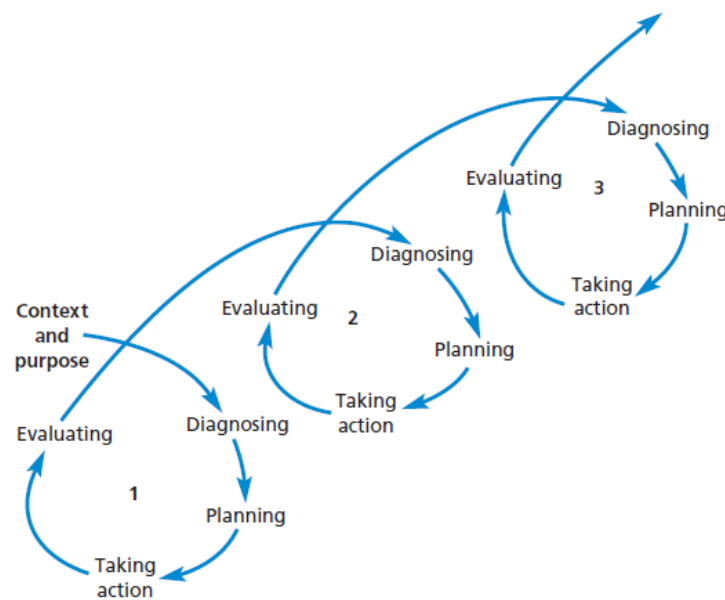 Context
and
purpose
Diagnosing
Planning
Taking
action
Evaluating
1
Diagnosing
Planning
Taking
action
Evaluating
2
Diagnosing
Planning
Taking
action
Evaluating
3